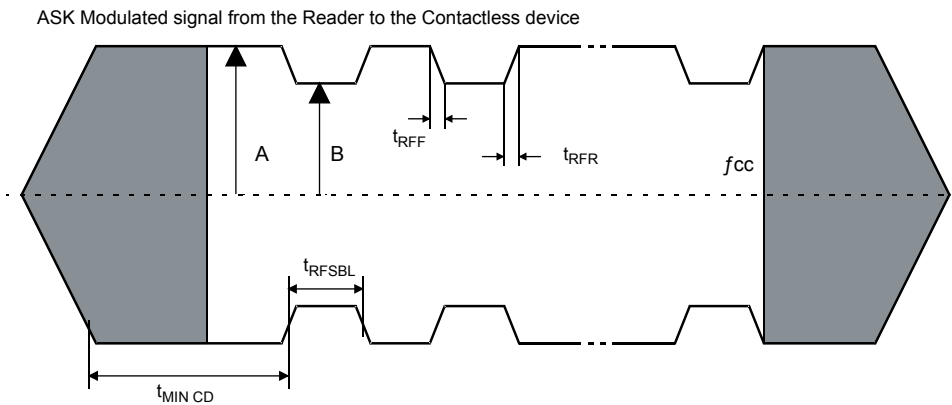 ASK Modulated signal from the Reader to the Contactless device
A
B
tRFF
tRFR
ƒcc
tRFSBL
tMIN CD